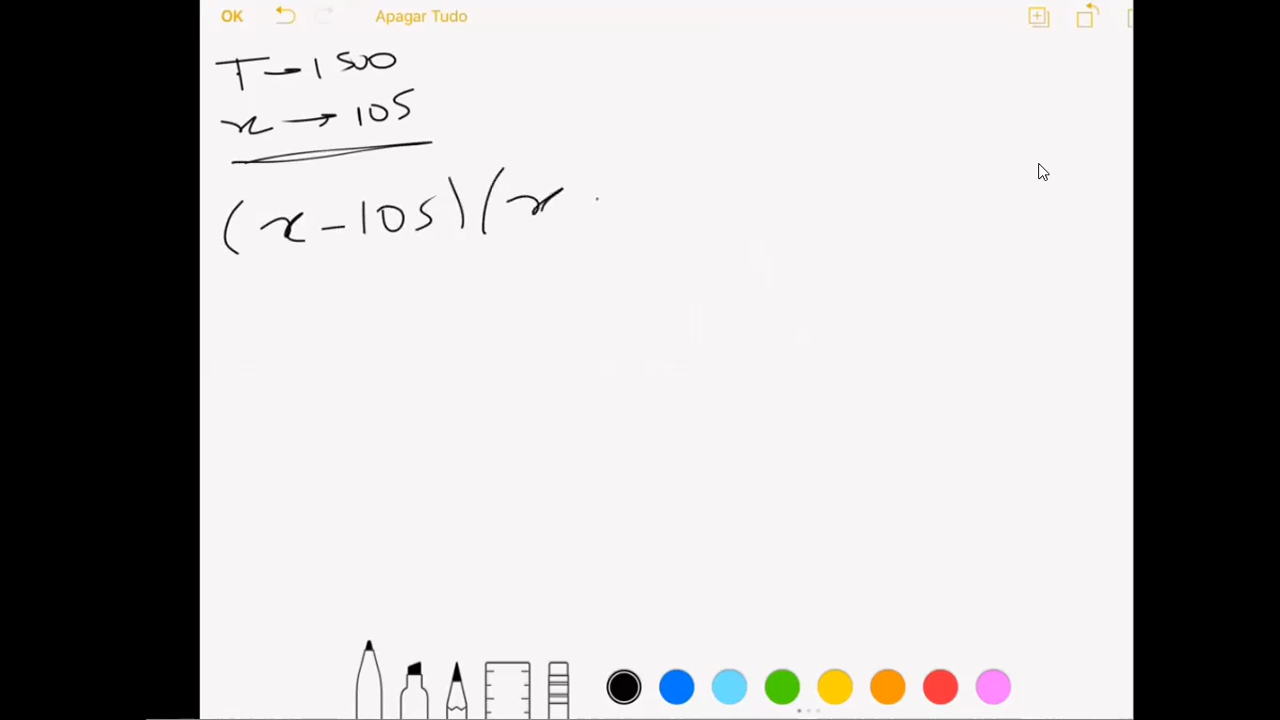 OK Apagar Tudo
T → 1500
x → 105
(x - 105)(x